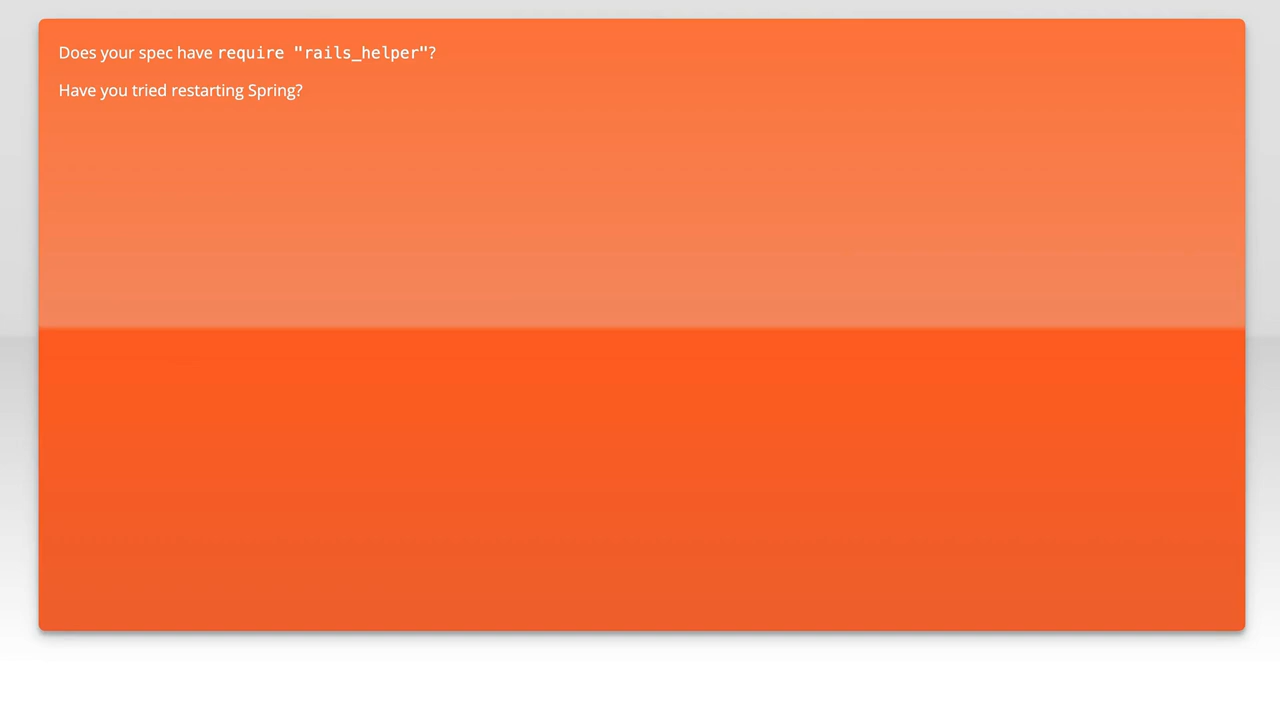 Does your spec have require "rails_helper"?
Have you tried restarting Spring?